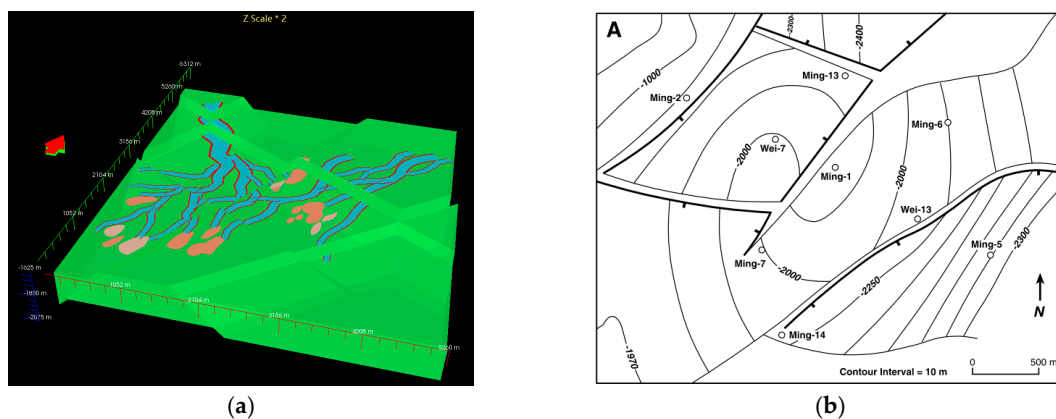 Z Scale * 2
6312 m
5260 m
4208 m
3156 m
2104 m
1052 m
-1625 m
-1850 m
-2075 m
1052 m
2104 m
3156 m
4208 m
5260 m
(a)
A
-2300
-2400
-1000
Ming-13
Ming-2
Ming-6
Wei-7
-2000
Ming-1
-2000
Wei-13
Ming-5
-2300
Ming-7
-2000
-2250
N
Ming-14
-1970
Contour Interval = 10 m
0
500 m
(b)